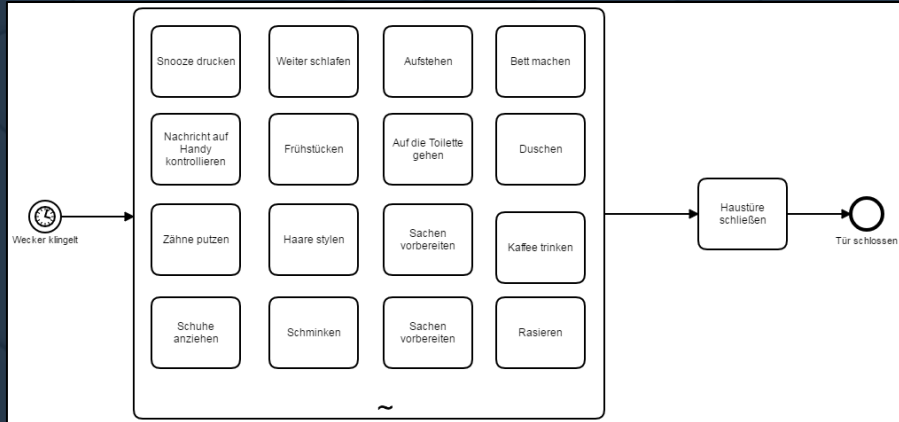 Snooze drucken
Weiter schlafen
Aufstehen
Bett machen
Nachricht auf
Handy
kontrollieren
Frühstücken
Auf die Toilette
gehen
Duschen
Wecker klingelt
Zähne putzen
Haare stylen
Sachen
vorbereiten
Kaffee trinken
Schuhe
anziehen
Schminken
Sachen
vorbereiten
Rasieren
~
Haustüre
schließen
Tür schlossen